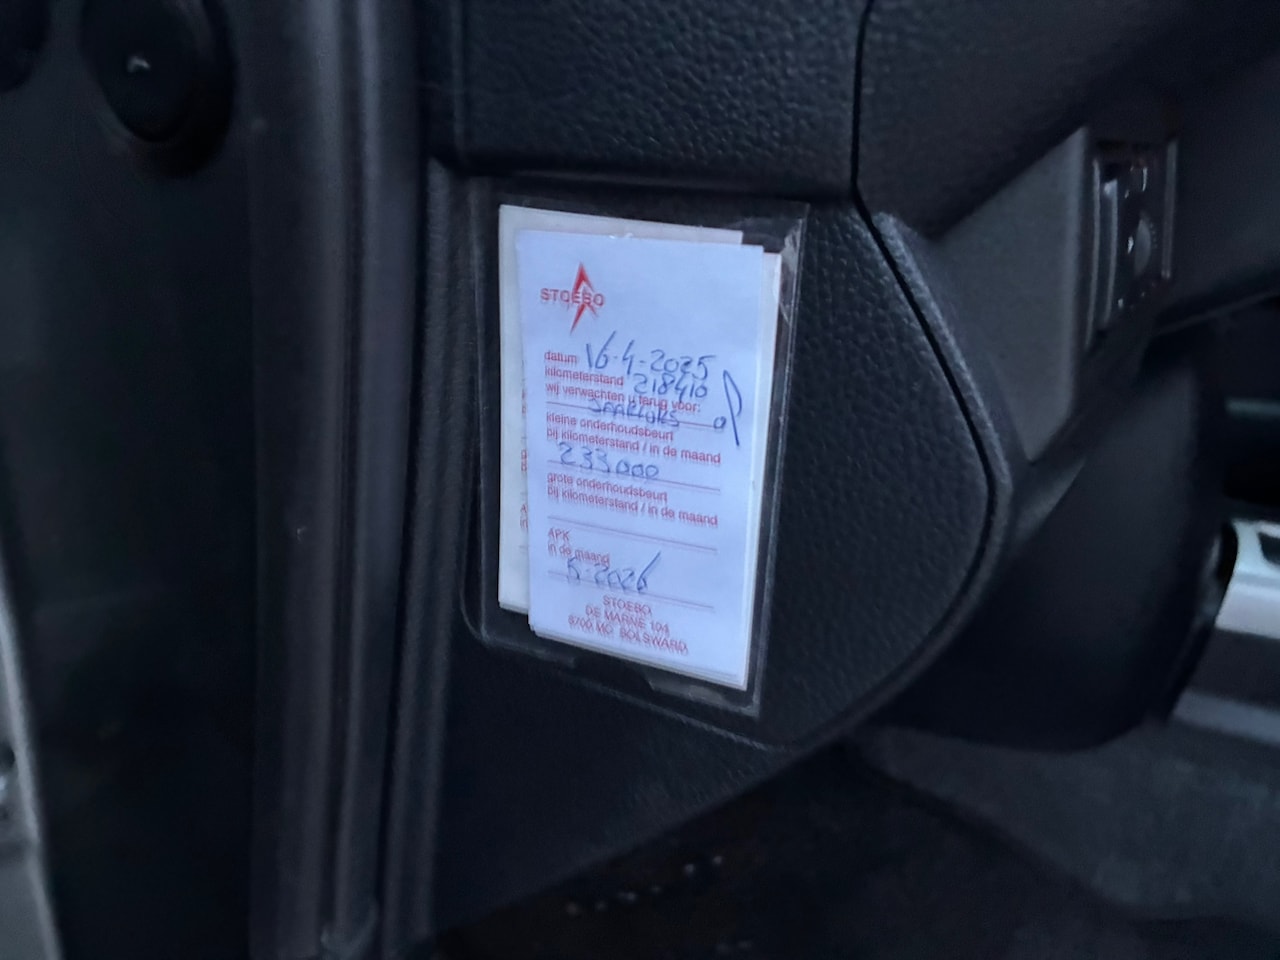 STOEBO
datum 16-4-2025
kilometerstand 218410
wij verwachten u terug voor:
kleine onderhoudsbeurt
bij kilometerstand / in de maand
233000
grote onderhoudsbeurt
bij kilometerstand / in de maand
APK
in de maand
5-2026
STOEBO
DE MARNE 104
8700 MC BOLSWARD